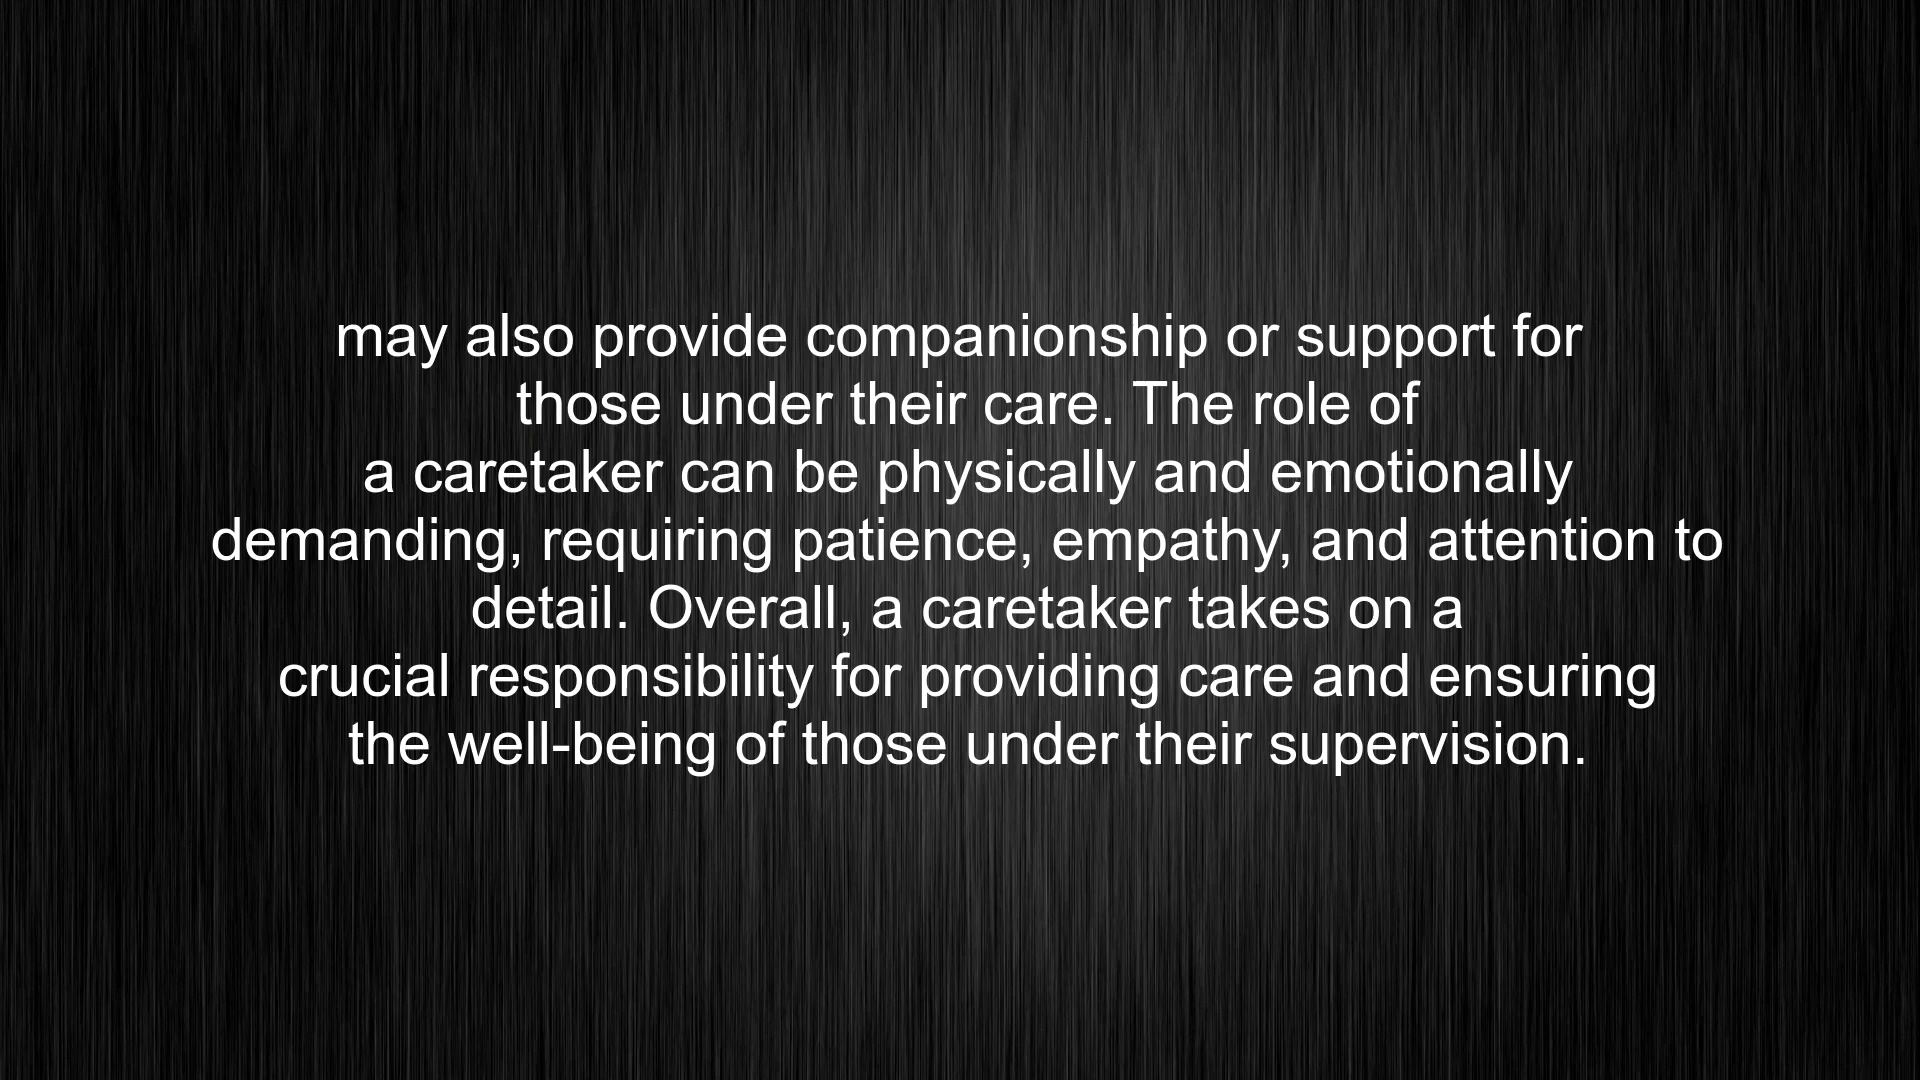 may also provide companionship or support for
those under their care. The role of
a caretaker can be physically and emotionally
demanding, requiring patience, empathy, and attention to
detail. Overall, a caretaker takes on a
crucial responsibility for providing care and ensuring
the well-being of those under their supervision.